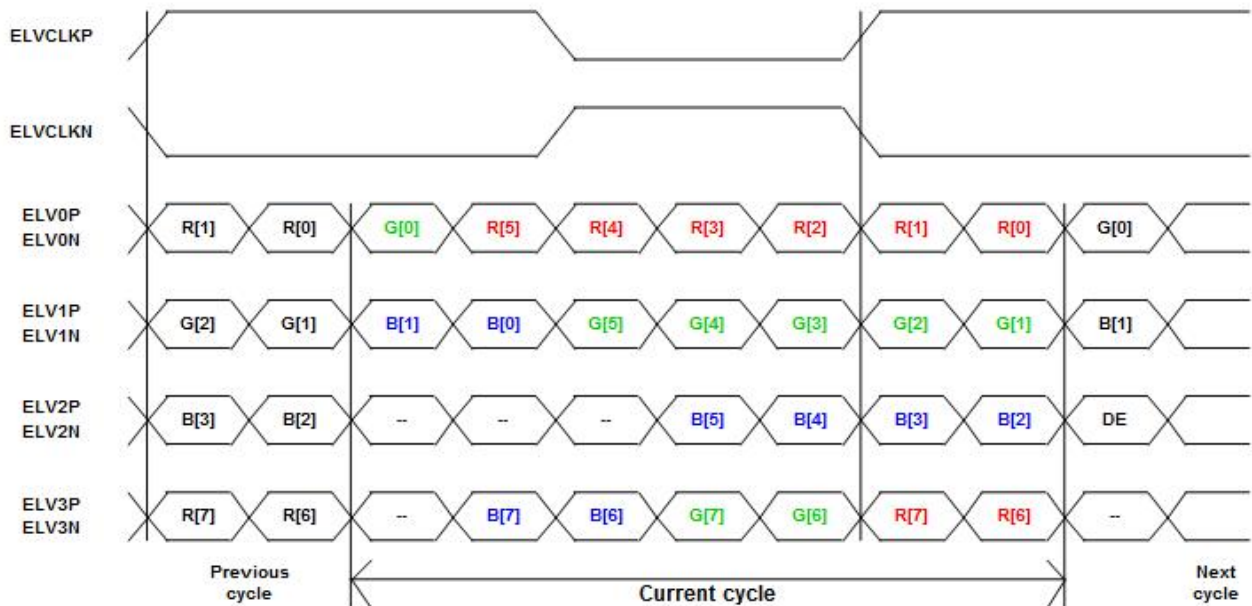 ELVCLKP
ELVCLKN
ELV0P
ELV0N
R[1] R[0] G[0] R[5] R[4] R[3] R[2] R[1] R[0] G[0]
ELV1P
ELV1N
G[2] G[1] B[1] B[0] G[5] G[4] G[3] G[2] G[1] B[1]
ELV2P
ELV2N
B[3] B[2] -- -- -- B[5] B[4] B[3] B[2] DE
ELV3P
ELV3N
R[7] R[6] -- B[7] B[6] G[7] G[6] R[7] R[6] --
Previous
cycle
Current cycle
Next
cycle